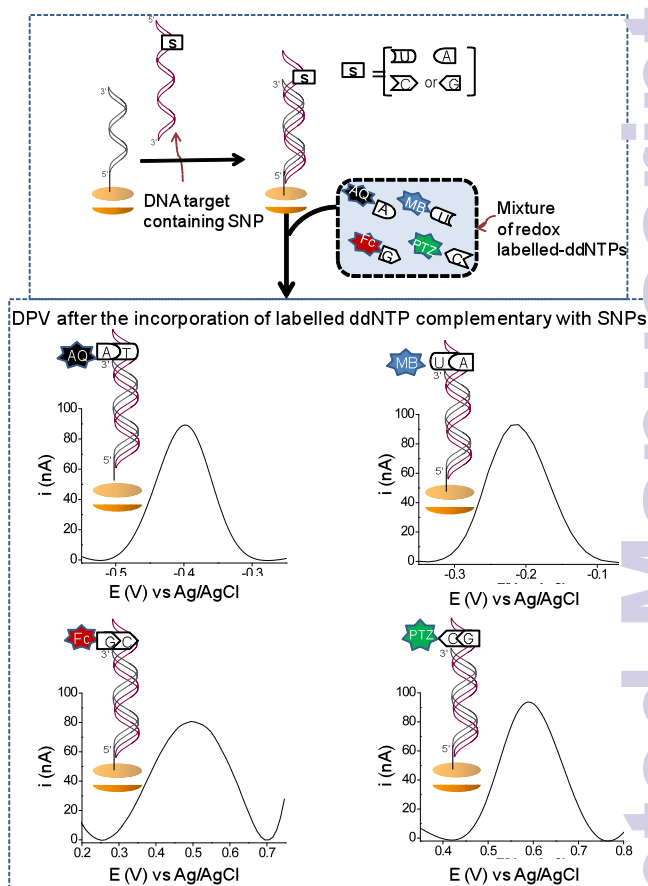 5'
S
3'
3'
5'
DNA target
containing SNP
3'
S
5'
S = U A
C or G
AQ A MB U
Fc G PTZ C
Mixture
of redox
labelled-ddNTPs
DPV after the incorporation of labelled ddNTP complementary with SNPs
AQ A T
3'
5'
i (nA)
100
80
60
40
20
0
-0.5 -0.4 -0.3
E (V) vs Ag/AgCl
MB U A
3'
5'
i (nA)
100
80
60
40
20
0
-0.3 -0.2 -0.1
E (V) vs Ag/AgCl
Fc G C
3'
5'
i (nA)
100
80
60
40
20
0
0.2 0.3 0.4 0.5 0.6 0.7
E (V) vs Ag/AgCl
PTZ C G
3'
5'
i (nA)
100
80
60
40
20
0
0.4 0.5 0.6 0.7 0.8
E (V) vs Ag/AgCl